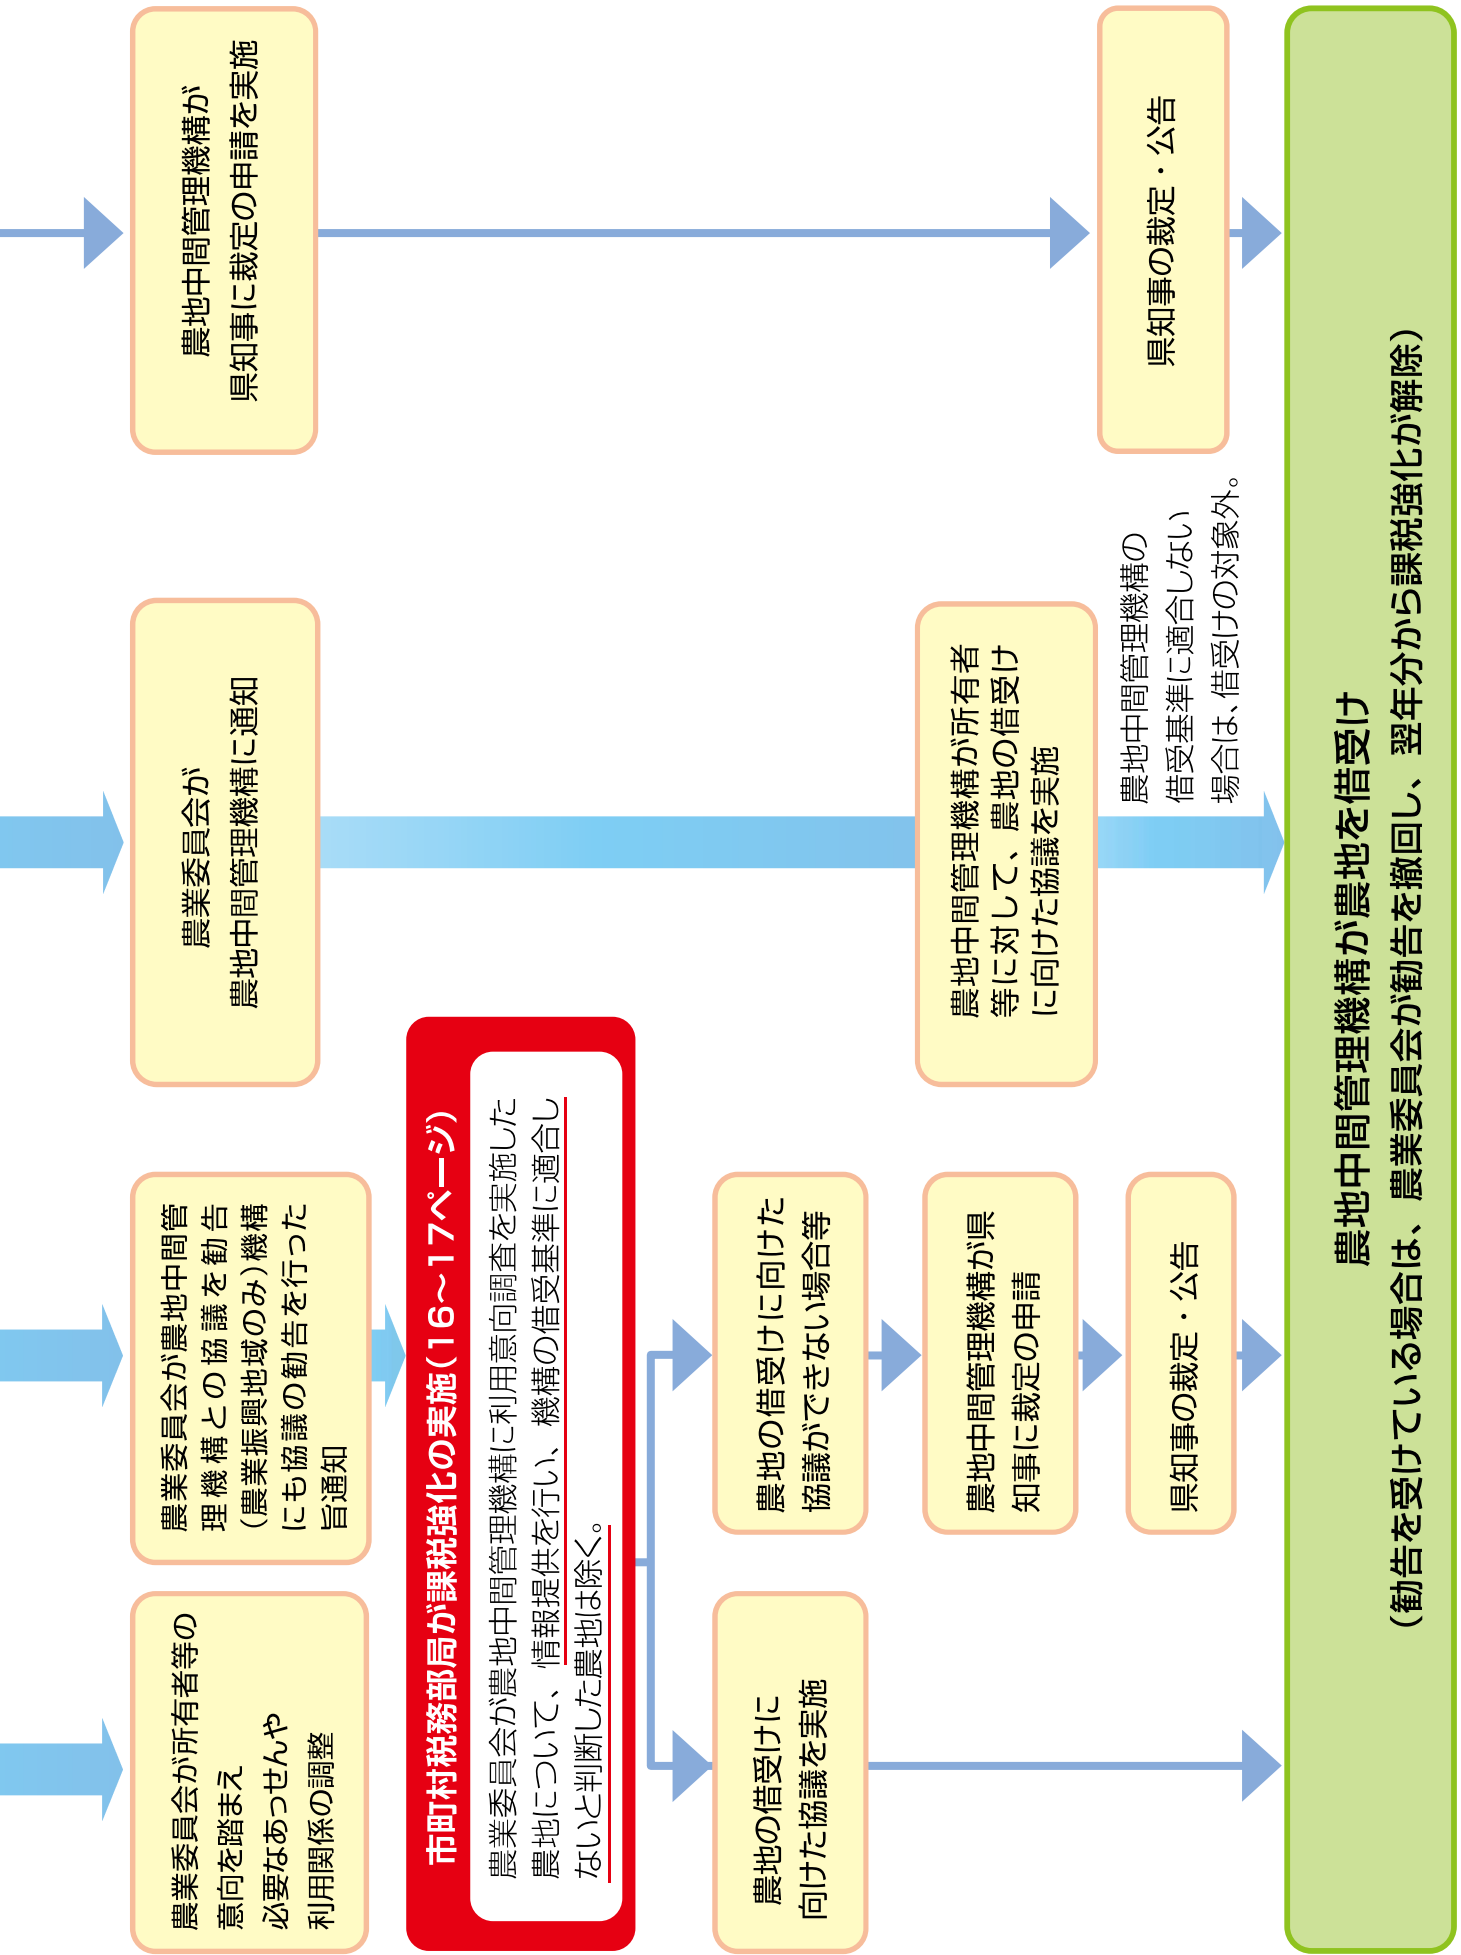 農業委員会が所有者等の
意向を踏まえ
必要なあっせんや
利用関係の調整
農業委員会が農地中間管
理機構との協議を勧告
（農業振興地域のみ）機構
にも協議の勧告を行った
旨通知
農業委員会が
農地中間管理機構に通知
農地中間管理機構が
県知事に裁定の申請を実施
市町村税務部局が課税強化の実施（16～17ページ）
農業委員会が農地中間管理機構に利用意向調査を実施した
農地について、情報提供を行い、機構の借受基準に適合し
ないと判断した農地は除く。
農地の借受けに
向けた協議を実施
農地の借受けに向けた
協議ができない場合等
農地中間管理機構が県
知事に裁定の申請
県知事の裁定・公告
農地中間管理機構が所有者
等に対して、農地の借受け
に向けた協議を実施
農地中間管理機構の
借受基準に適合しない
場合は、借受けの対象外。
県知事の裁定・公告
農地中間管理機構が農地を借受け
（勧告を受けている場合は、農業委員会が勧告を撤回し、翌年分から課税強化が解除）